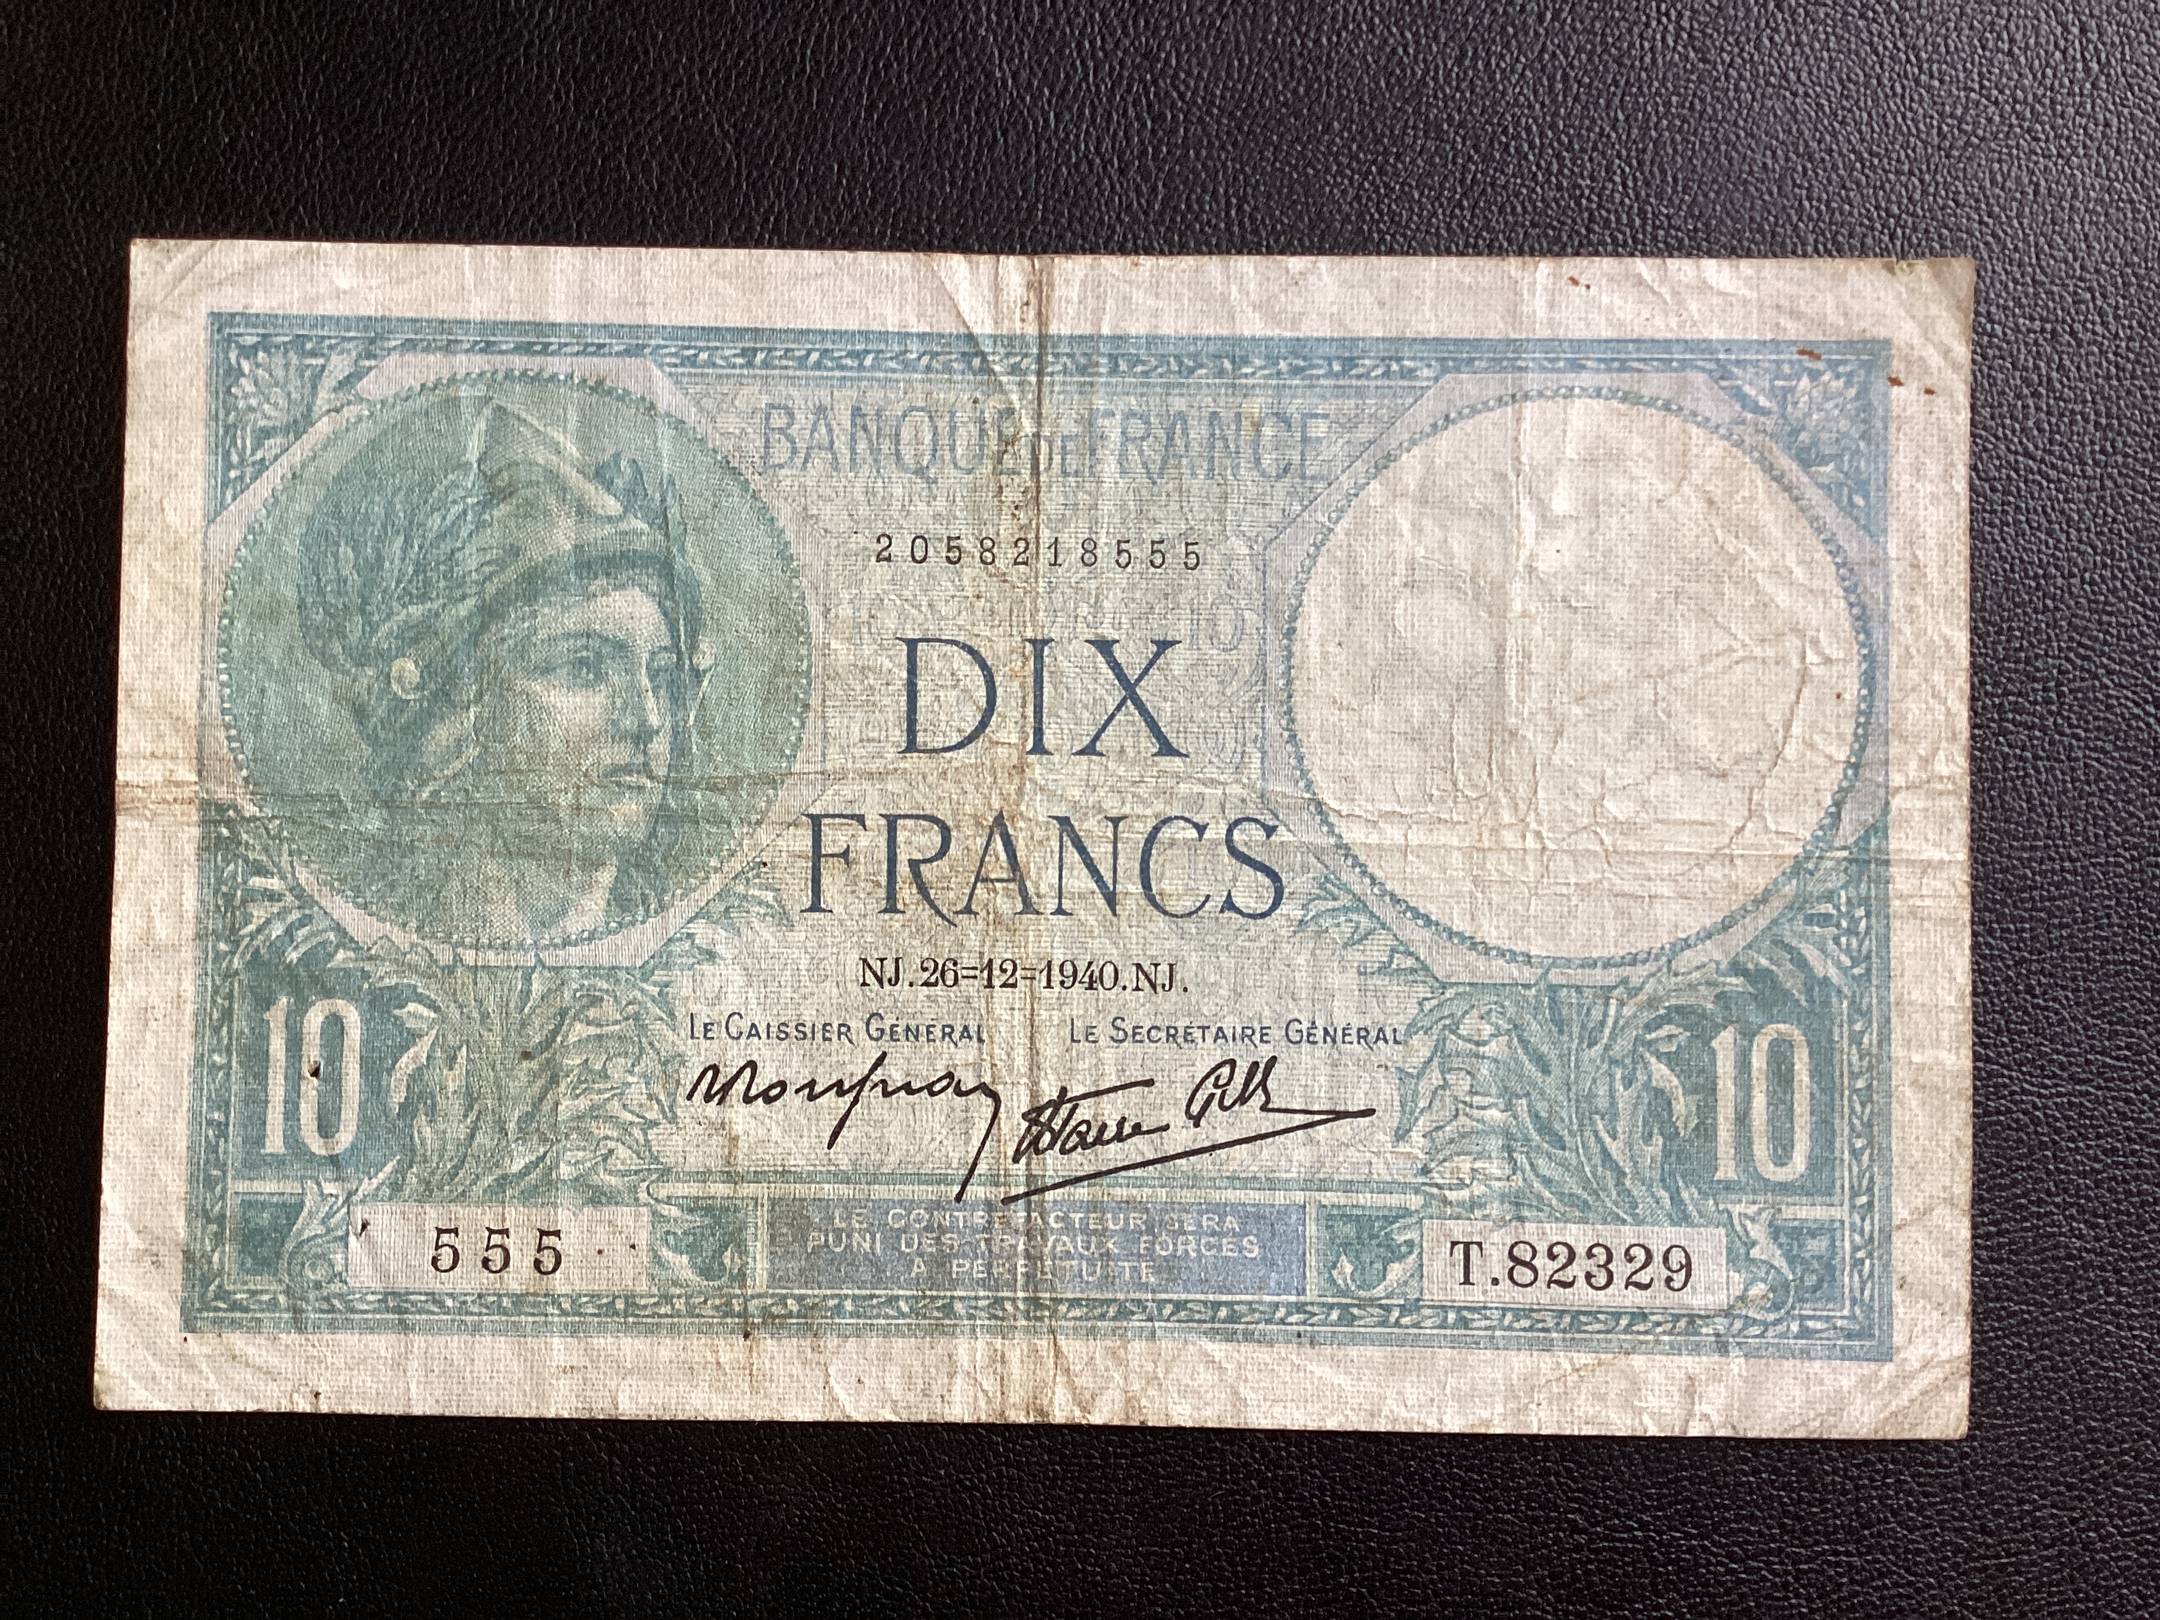 BANQUE DE FRANCE
2058218555
DIX
FRANCS
NJ.26=12=1940.NJ.
LE CAISSIER GÉNÉRAL LE SECRÉTAIRE GÉNÉRAL
10 10
LE CONTREFACTEUR SERA
PUNI DES TRAVAUX FORCÉS
À PERPÉTUITÉ
555 T.82329